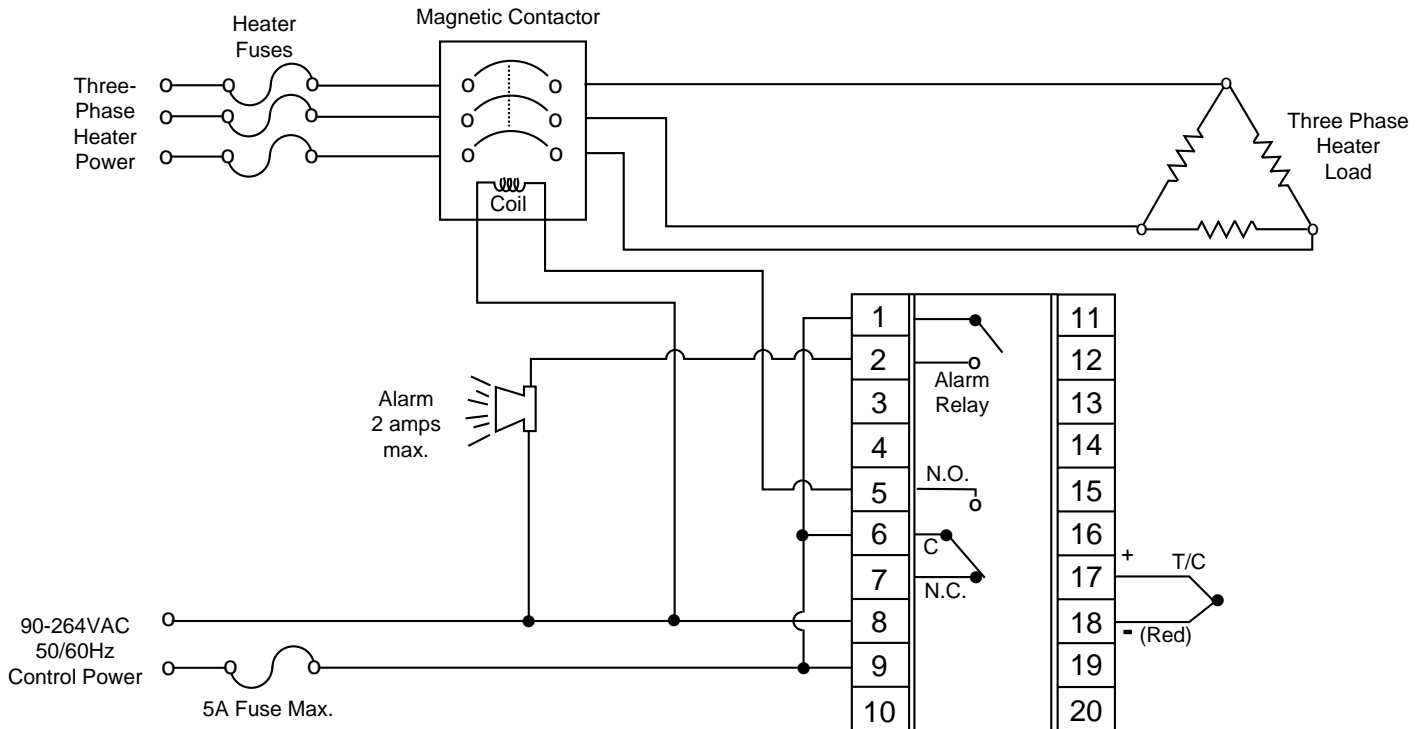 Magnetic Contactor
Heater
Fuses
Three-
Phase
Heater
Power
Coil
Three Phase
Heater
Load
1
2
3
4
5
6
7
8
9
10
Alarm
Relay
N.O.
C
N.C.
11
12
13
14
15
16
17
18
19
20
+
T/C
- (Red)
Alarm
2 amps
max.
90-264VAC
50/60Hz
Control Power
5A Fuse Max.